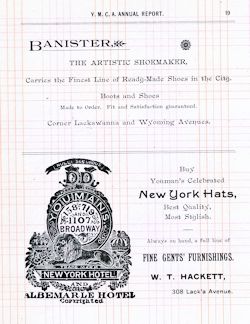 Y. M. C. A. ANNUAL REPORT. 19
BANISTER,
THE ARTISTIC SHOEMAKER,
Carries the Finest Line of Ready-Made Shoes in the City.
Boots and Shoes
Made to Order. Fit and Satisfaction guaranteed.
Corner Lackawanna and Wyoming Avenues.
YOUMAN'S
1107
BROADWAY
NEW YORK HOTEL
AND
ALBEMARLE HOTEL
Copyrighted
Buy
Youman's Celebrated
New York Hats,
Best Quality,
Most Stylish.
Always on hand, a full line of
FINE GENTS' FURNISHINGS.
W. T. HACKETT,
308 Lack'a Avenue.